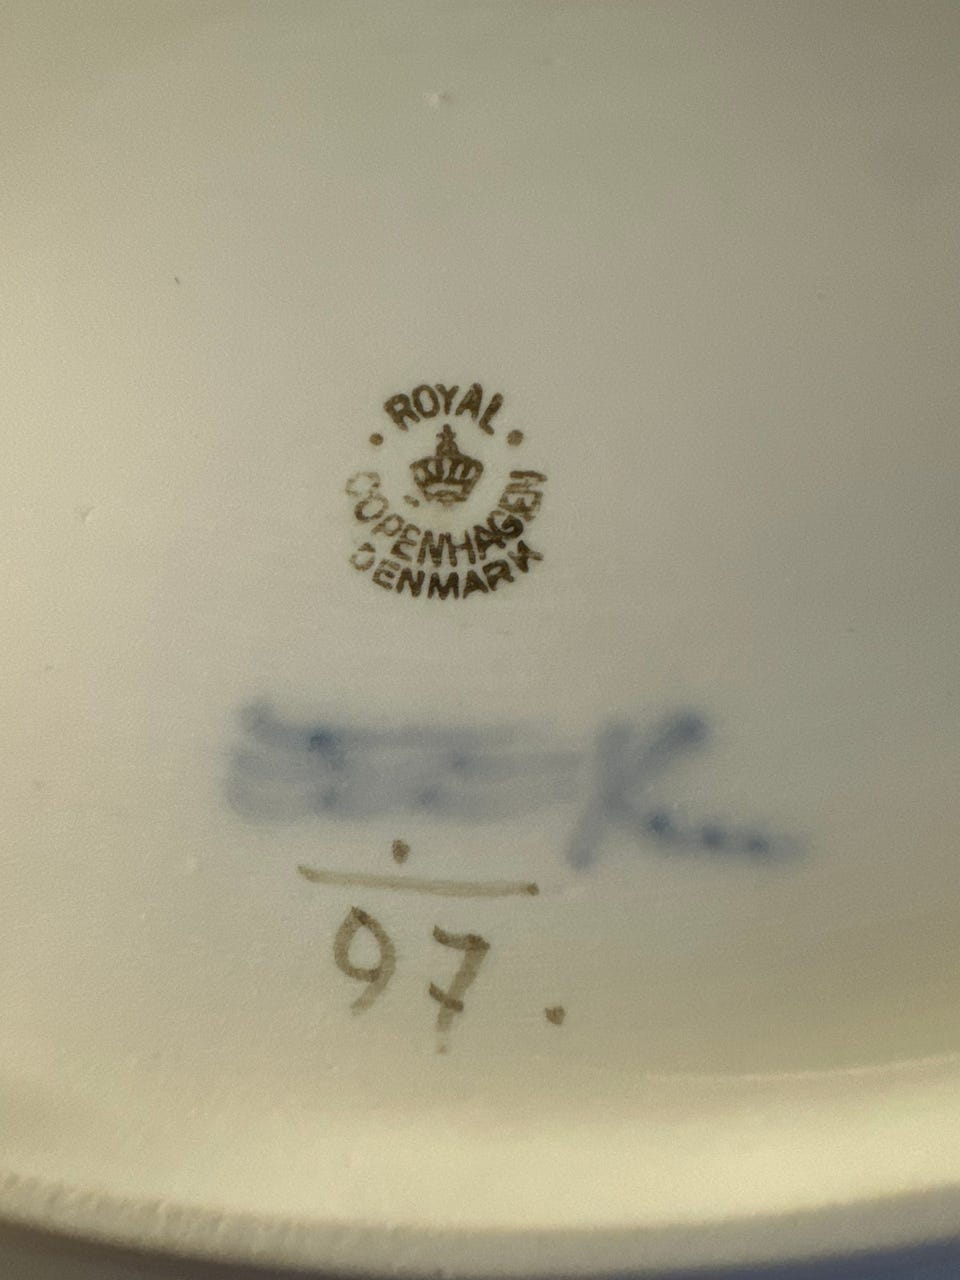 ROYAL
COPENHAGEN
DENMARK
K
97.